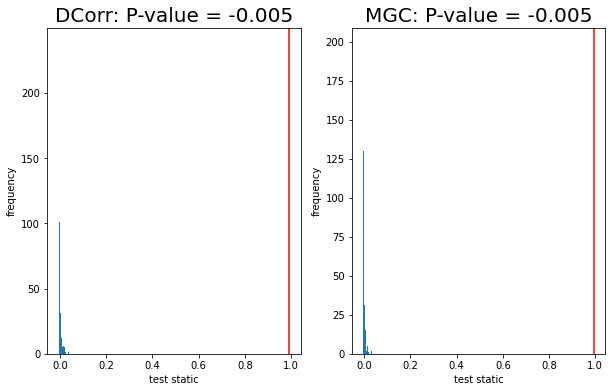 DCorr: P-value = -0.005
MGC: P-value = -0.005
frequency
200
150
100
50
0
0.0 0.2 0.4 0.6 0.8 1.0
test static
frequency
200
175
150
125
100
75
50
25
0
0.0 0.2 0.4 0.6 0.8 1.0
test static